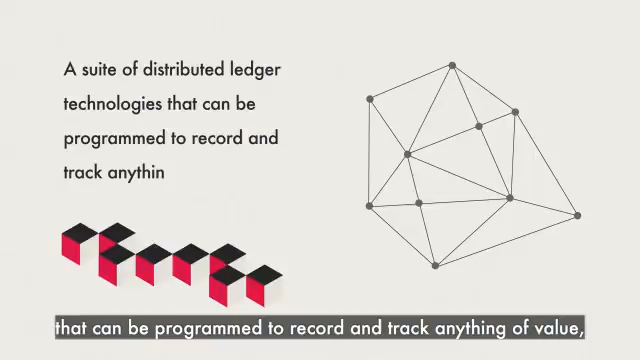 A suite of distributed ledger
technologies that can be
programmed to record and
track anythin
that can be programmed to record and track anything of value,